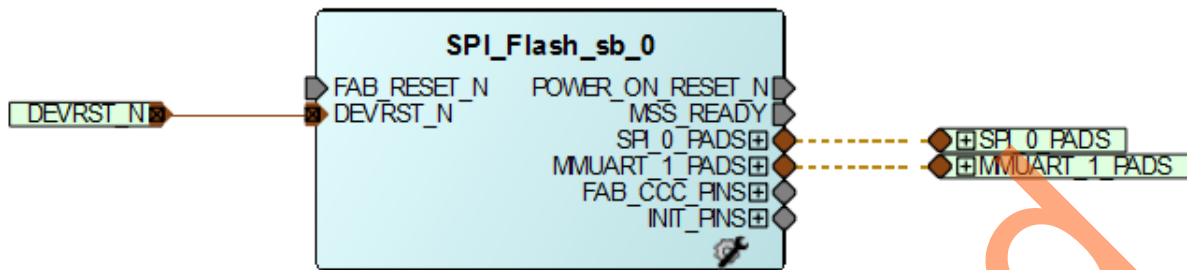 SPI_Flash_sb_0
FAB_RESET_N POWER_ON_RESET_N
DEVRST_N DEVRST_N MSS_READY
SPI_0_PADS SPI_0_PADS
MMUART_1_PADS MMUART_1_PADS
FAB_CCC_PINS
INIT_PINS